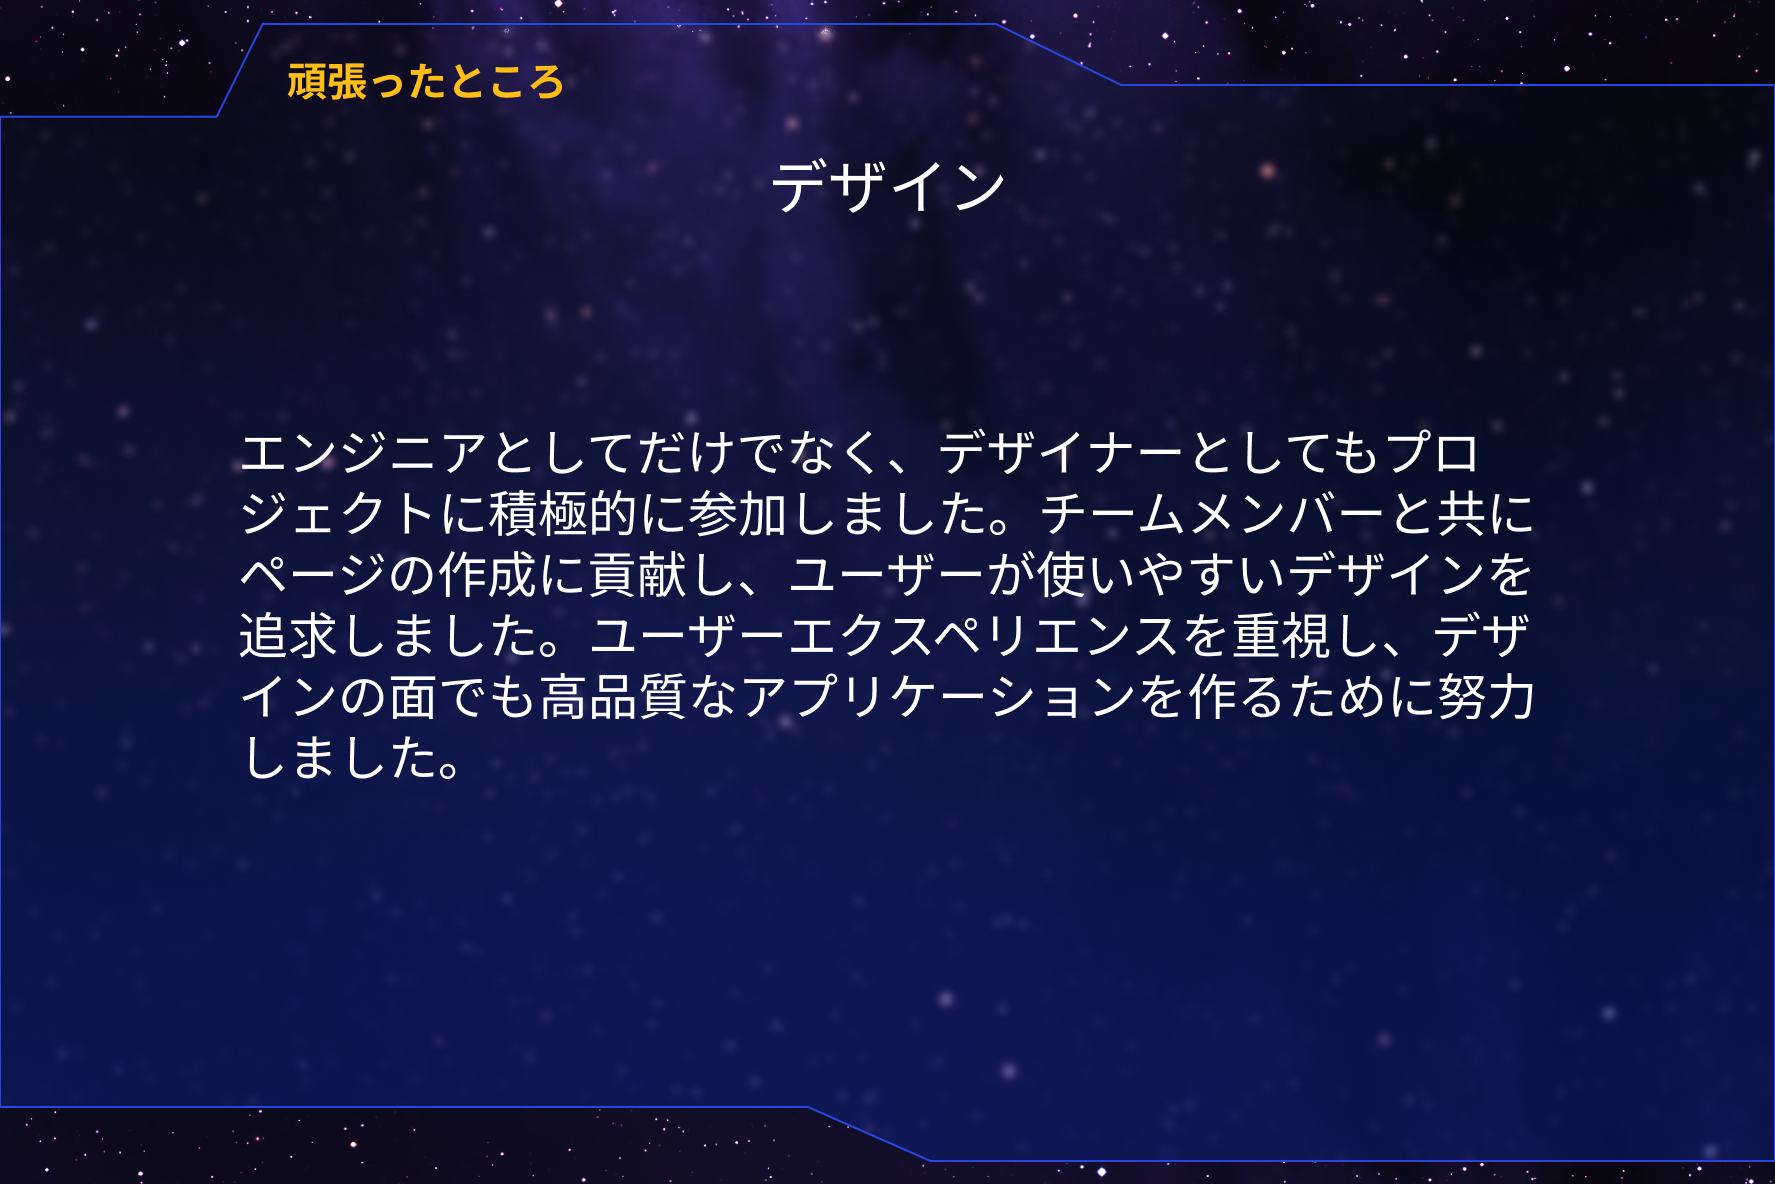 頑張ったところ
デザイン
エンジニアとしてだけでなく、デザイナーとしてもプロ
ジェクトに積極的に参加しました。チームメンバーと共に
ページの作成に貢献し、ユーザーが使いやすいデザインを
追求しました。ユーザーエクスペリエンスを重視し、デザ
インの面でも高品質なアプリケーションを作るために努力
しました。